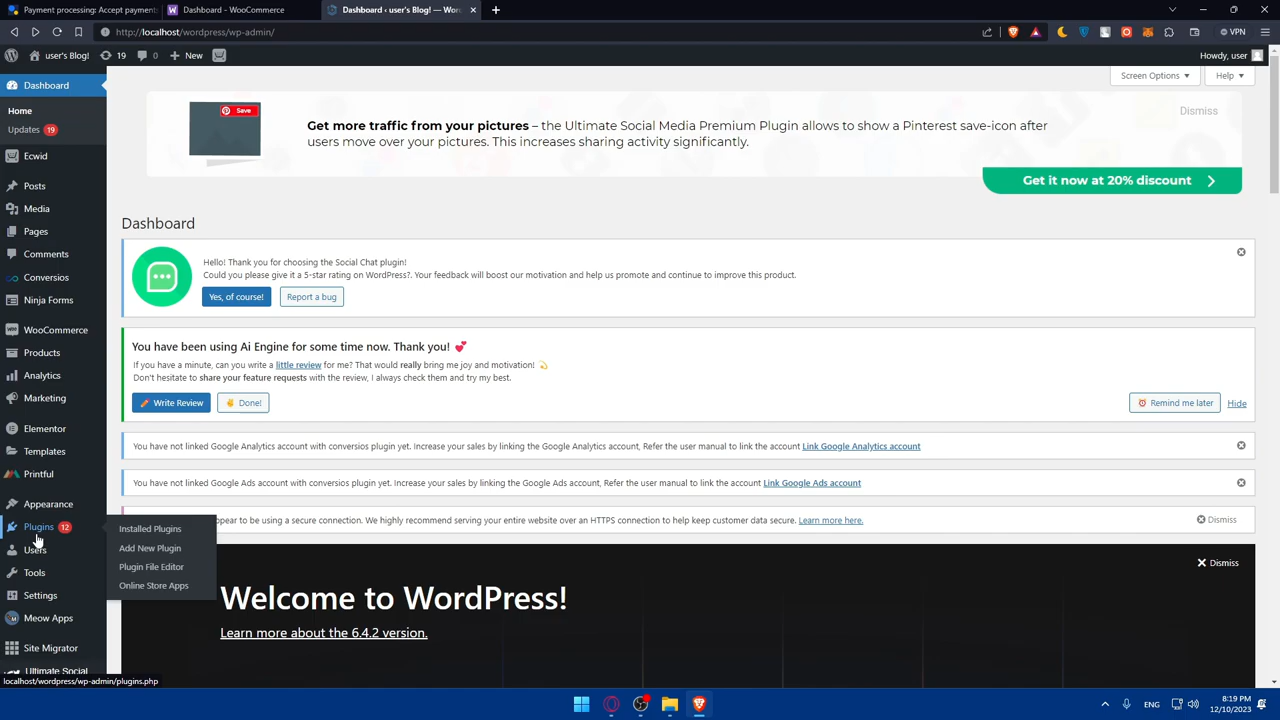 Payment processing: Accept payment
Dashboard - WooCommerce
Dashboard ‹ user's Blog! — Wor
http://localhost/wordpress/wp-admin/
VPN
user's Blog!
19
0
New
Howdy, user
Screen Options
Help
Dashboard
Home
Updates 19
Ecwid
Posts
Media
Pages
Comments
Conversios
Ninja Forms
WooCommerce
Products
Analytics
Marketing
Elementor
Templates
Printful
Appearance
Plugins 12
Users
Tools
Settings
Meow Apps
Site Migrator
Ultimate Social
Installed Plugins
Add New Plugin
Plugin File Editor
Online Store Apps
Save
Get more traffic from your pictures – the Ultimate Social Media Premium Plugin allows to show a Pinterest save-icon after
users move over your pictures. This increases sharing activity significantly.
Dismiss
Get it now at 20% discount
Dashboard
Hello! Thank you for choosing the Social Chat plugin!
Could you please give it a 5-star rating on WordPress?. Your feedback will boost our motivation and help us promote and continue to improve this product.
Yes, of course!
Report a bug
You have been using Ai Engine for some time now. Thank you! 💕
If you have a minute, can you write a little review for me? That would really bring me joy and motivation! 💫
Don't hesitate to share your feature requests with the review, I always check them and try my best.
Write Review
Done!
Remind me later
Hide
You have not linked Google Analytics account with conversios plugin yet. Increase your sales by linking the Google Analytics account, Refer the user manual to link the account Link Google Analytics account
You have not linked Google Ads account with conversios plugin yet. Increase your sales by linking the Google Ads account, Refer the user manual to link the account Link Google Ads account
ppear to be using a secure connection. We highly recommend serving your entire website over an HTTPS connection to help keep customer data secure. Learn more here.
Dismiss
Welcome to WordPress!
Learn more about the 6.4.2 version.
Dismiss
localhost/wordpress/wp-admin/plugins.php
ENG
8:19 PM
12/10/2023